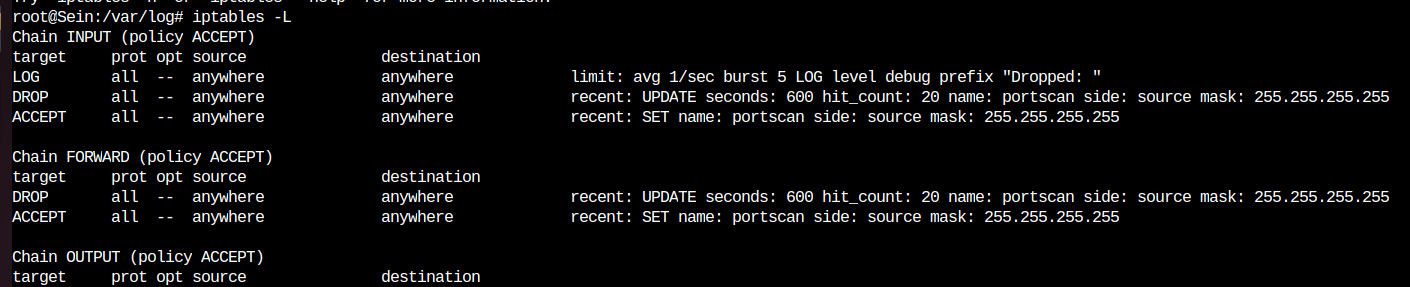 root@Sein:/var/log# iptables -L
Chain INPUT (policy ACCEPT)
target     prot opt source             destination
LOG        all  --  anywhere             anywhere             limit: avg 1/sec burst 5 LOG level debug prefix "Dropped: "
DROP       all  --  anywhere             anywhere             recent: UPDATE seconds: 600 hit_count: 20 name: portscan side: source mask: 255.255.255.255
ACCEPT     all  --  anywhere             anywhere             recent: SET name: portscan side: source mask: 255.255.255.255
Chain FORWARD (policy ACCEPT)
target     prot opt source               destination
DROP       all  --  anywhere             anywhere             recent: UPDATE seconds: 600 hit_count: 20 name: portscan side: source mask: 255.255.255.255
ACCEPT     all  --  anywhere             anywhere             recent: SET name: portscan side: source mask: 255.255.255.255
Chain OUTPUT (policy ACCEPT)
target     prot opt source               destination